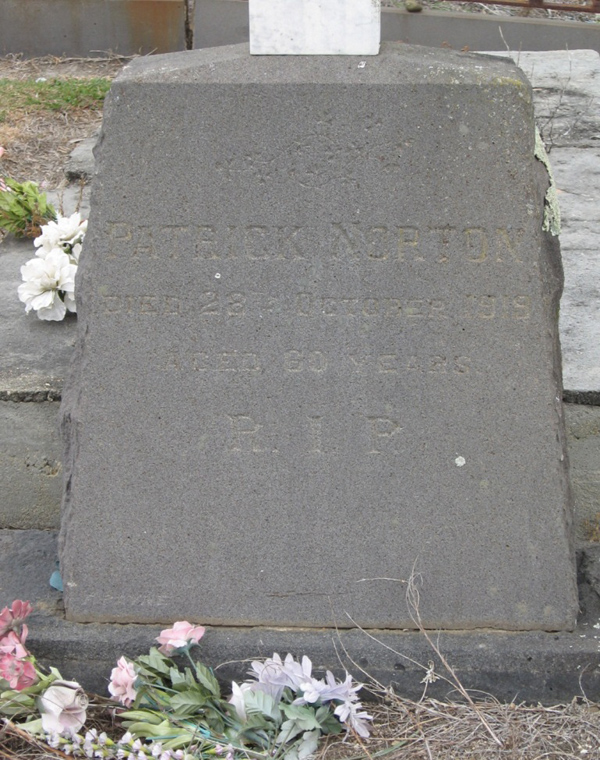 PATRICK NORTON
DIED 28TH OCTOBER 1919
AGED 60 YEARS.
R. I. P.